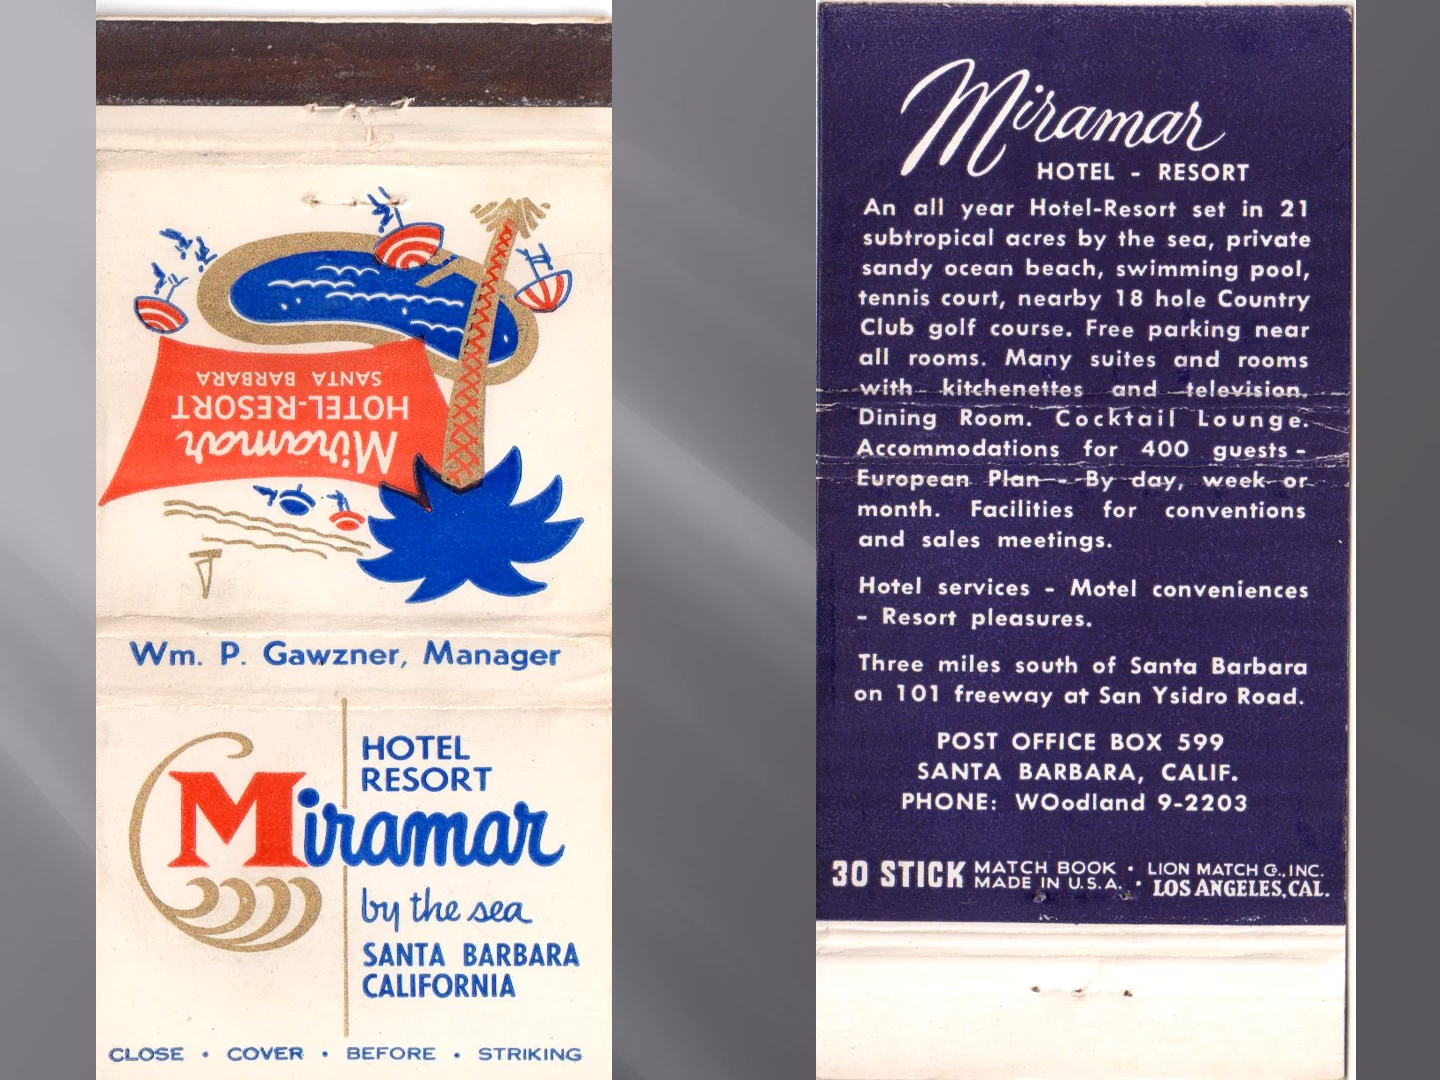 Miramar
HOTEL-RESORT
SANTA BARBARA
Wm. P. Gawzner, Manager
HOTEL
RESORT
Miramar
by the sea
SANTA BARBARA
CALIFORNIA
CLOSE • COVER • BEFORE • STRIKING
Miramar
HOTEL - RESORT
An all year Hotel-Resort set in 21
subtropical acres by the sea, private
sandy ocean beach, swimming pool,
tennis court, nearby 18 hole Country
Club golf course. Free parking near
all rooms. Many suites and rooms
with kitchenettes and television.
Dining Room. Cocktail Lounge.
Accommodations for 400 guests -
European Plan - By day, week or
month. Facilities for conventions
and sales meetings.
Hotel services - Motel conveniences
- Resort pleasures.
Three miles south of Santa Barbara
on 101 freeway at San Ysidro Road.
POST OFFICE BOX 599
SANTA BARBARA, CALIF.
PHONE: WOodland 9-2203
30 STICK MATCH BOOK • LION MATCH CO., INC.
MADE IN U.S.A. • LOS ANGELES, CAL.